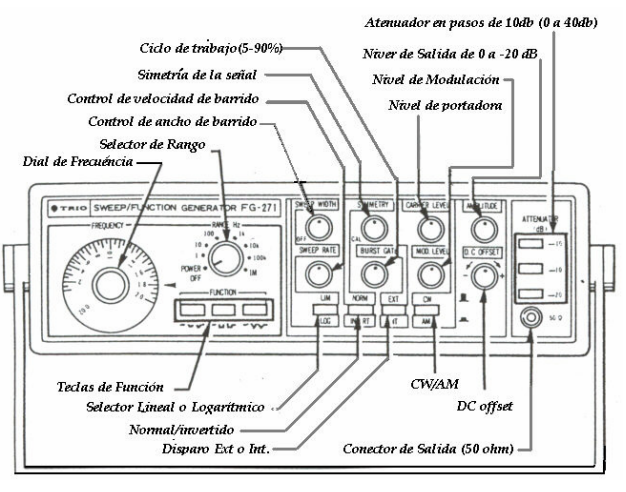 Atenuador en pasos de 10db (0 a 40db)
Ciclo de trabajo(5-90%)
Niver de Salida de 0 a -20 dB
Simetría de la señal
Nivel de Modulación
Control de velocidad de barrido
Nivel de portadora
Control de ancho de barrido
Selector de Rango
Dial de Frecuencia
TRIO SWEEP/FUNCTION GENERATOR FG-271
SWEEP WIDTH
SYMMETRY
CARRIER LEVEL
AMPLITUDE
FREQUENCY
RANGE Hz
ATTENUATOR
(dB)
100
1k
10
10k
1
100k
POWER
OFF
1M
OFF
CAL
SWEEP RATE
BURST GATE
MOD. LEVEL
D.C OFFSET
- +
FUNCTION
LIN
NORM
EXT
CW
LOG
INVERT
INT
AM
10
20
50 Ω
Teclas de Función
CW/AM
Selector Lineal o Logarítmico
DC offset
Normal/invertido
Disparo Ext o Int.
Conector de Salida (50 ohm)